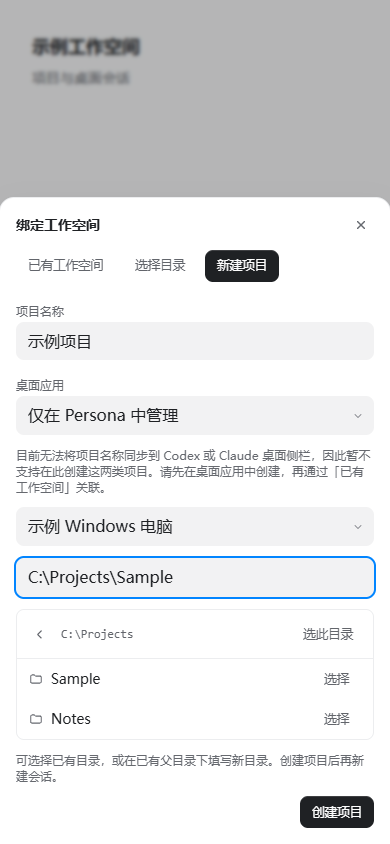 示例工作空间
项目与桌面会话
绑定工作空间
已有工作空间 选择目录 新建项目
项目名称
示例项目
桌面应用
仅在 Persona 中管理
目前无法将项目名称同步到 Codex 或 Claude 桌面侧栏，因此暂不
支持在此创建这两类项目。请先在桌面应用中创建，再通过「已有
工作空间」关联。
示例 Windows 电脑
C:\Projects\Sample
C:\Projects 选此目录
Sample 选择
Notes 选择
可选择已有目录，或在已有父目录下填写新目录。创建项目后再新
建会话。
创建项目